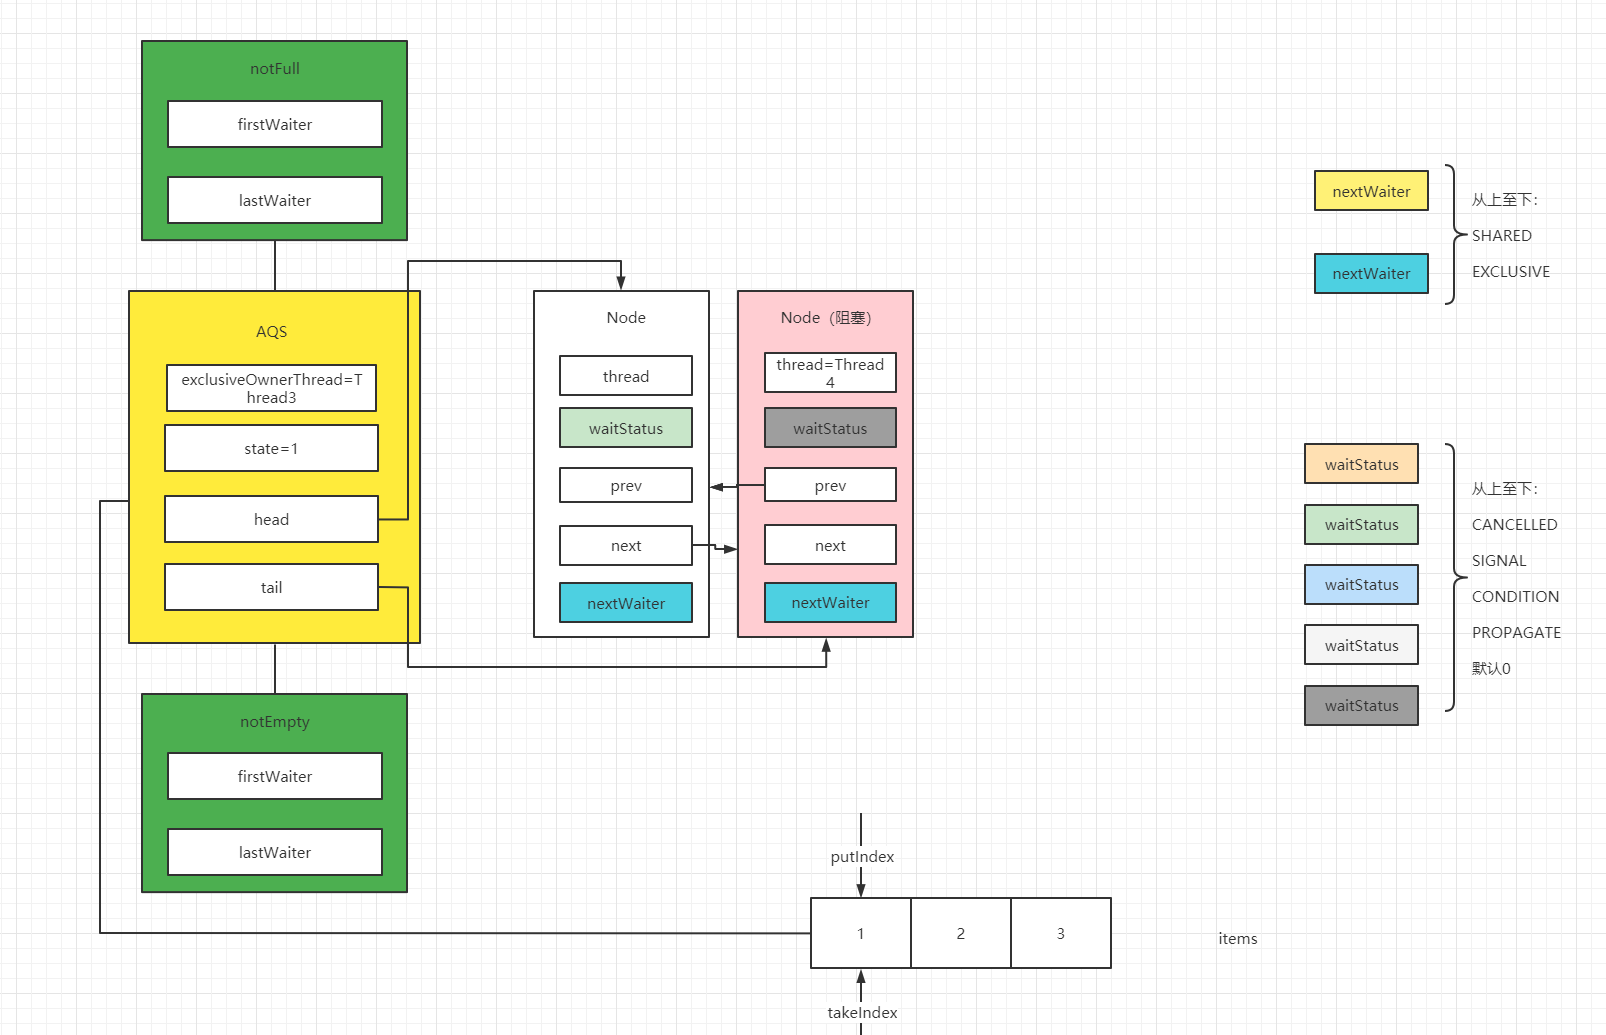 notFull
firstWaiter
lastWaiter
AQS
exclusiveOwnerThread=T
hread3
state=1
head
tail
notEmpty
firstWaiter
lastWaiter
Node
thread
waitStatus
prev
next
nextWaiter
Node（阻塞）
thread=Thread
4
waitStatus
prev
next
nextWaiter
nextWaiter
nextWaiter
从上至下：
SHARED
EXCLUSIVE
waitStatus
waitStatus
waitStatus
waitStatus
waitStatus
从上至下：
CANCELLED
SIGNAL
CONDITION
PROPAGATE
默认0
putIndex
1
2
3
items
takeIndex